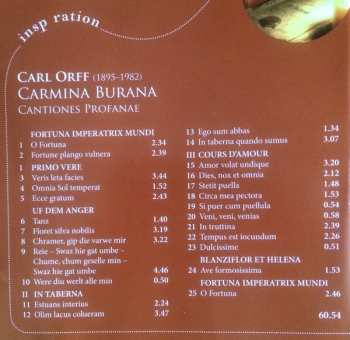 insp ration
CARL ORFF (1895–1982)
CARMINA BURANA
CANTIONES PROFANAE
FORTUNA IMPERATRIX MUNDI
1 O Fortuna 2.34
2 Fortune plango vulnera 2.39
I PRIMO VERE
3 Veris leta facies 3.44
4 Omnia Sol temperat 1.52
5 Ecce gratum 2.43
UF DEM ANGER
6 Tanz 1.40
7 Floret silva nobilis 3.19
8 Chramer, gip die varwe mir 3.22
9 Reie – Swaz hie gat umbe –
Chume, chum geselle min –
Swaz hie gat umbe 4.46
10 Were diu werlt alle min 0.50
II IN TABERNA
11 Estuans interius 2.24
12 Olim lacus colueram 3.47
13 Ego sum abbas 1.34
14 In taberna quando sumus 3.07
III COURS D'AMOUR
15 Amor volat undique 3.20
16 Dies, nox et omnia 2.12
17 Stetit puella 1.48
18 Circa mea pectora 1.53
19 Si puer cum puellula 0.54
20 Veni, veni, venias 0.58
21 In truttina 2.39
22 Tempus est iocundum 2.26
23 Dulcissime 0.51
BLANZIFLOR ET HELENA
24 Ave formosissima 1.53
FORTUNA IMPERATRIX MUNDI
25 O Fortuna 2.46
60.54